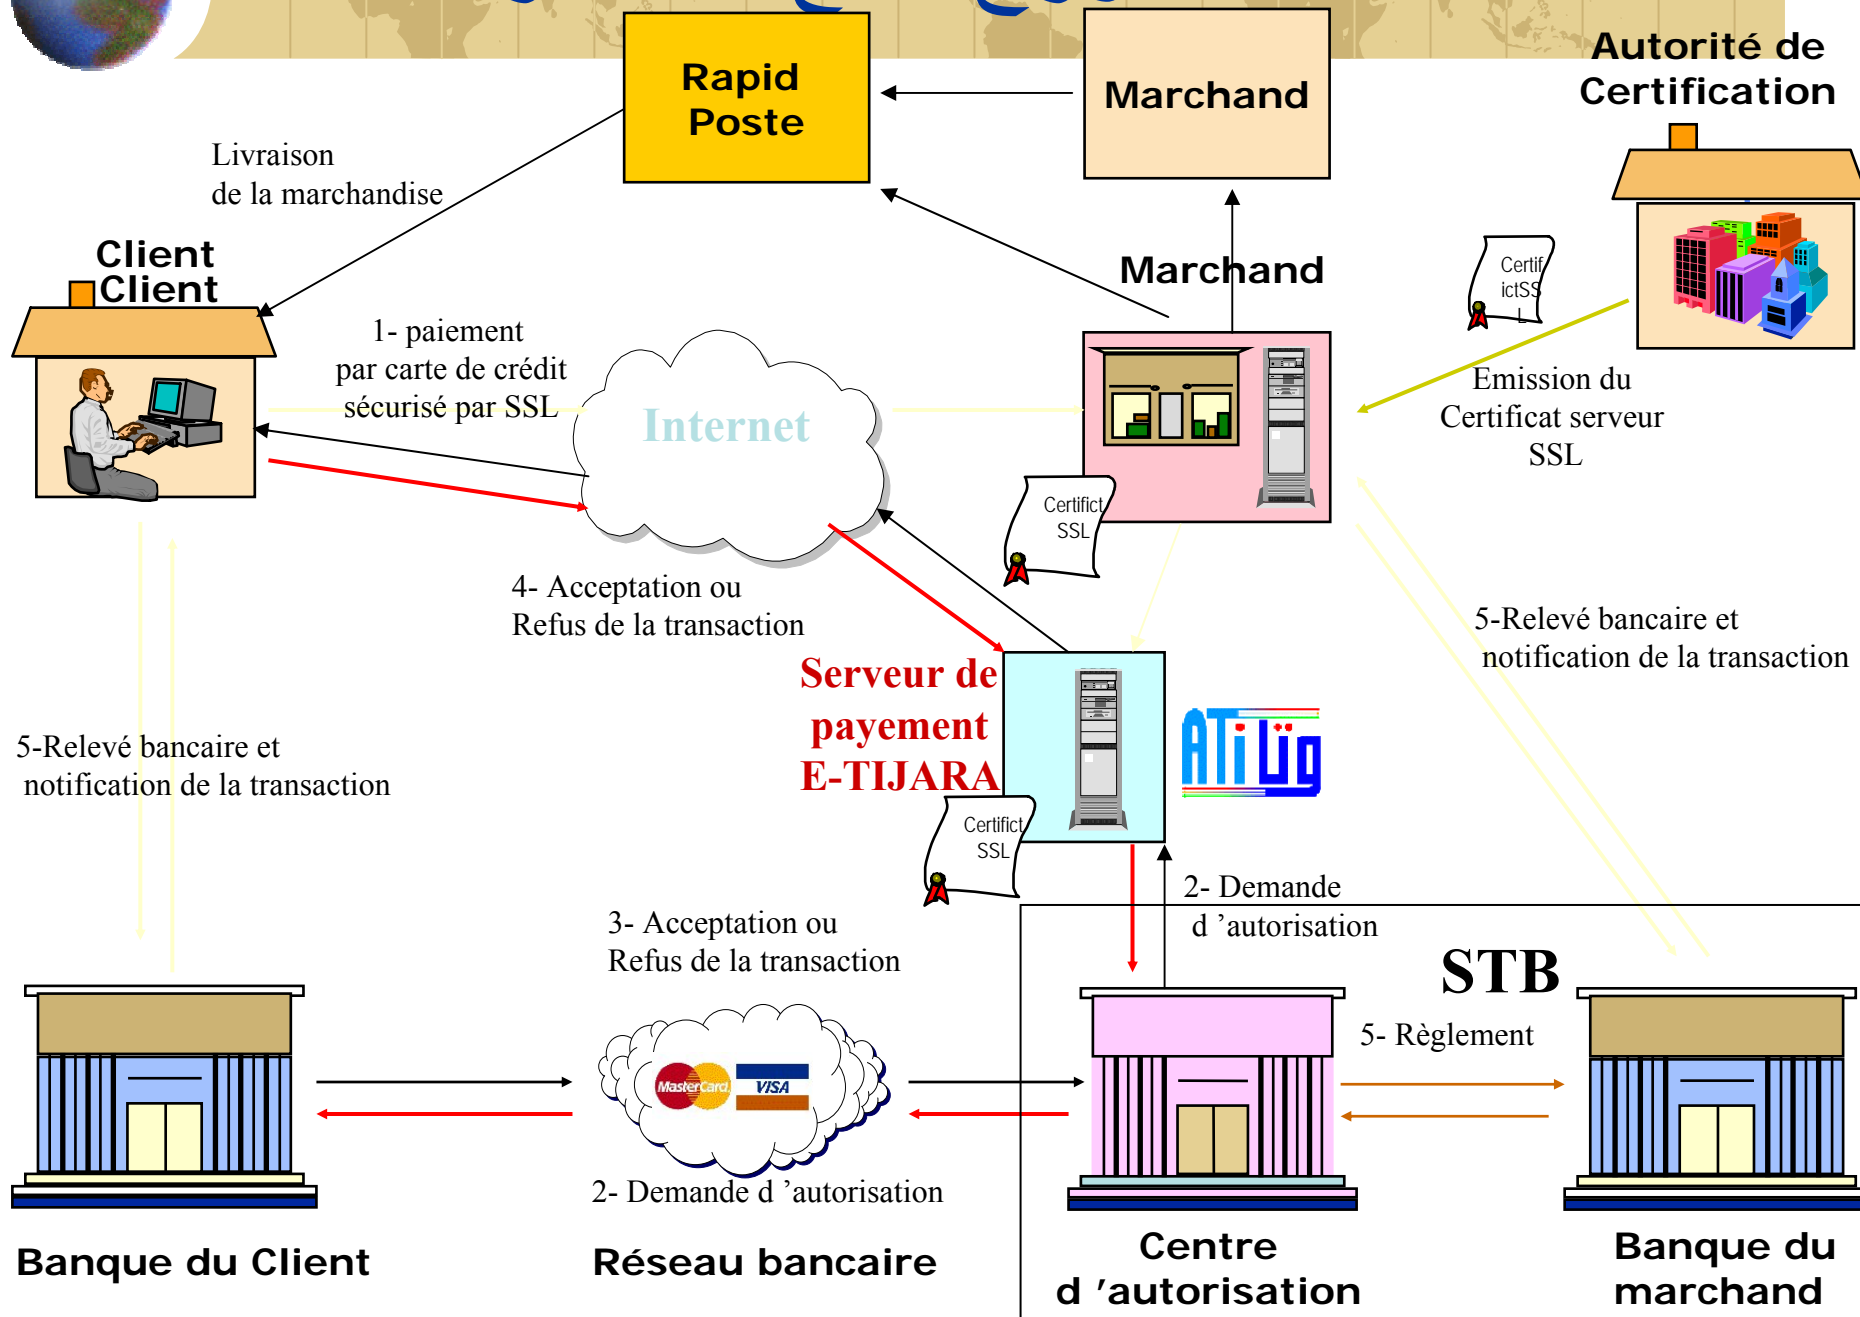 Rapid
Poste
Marchand
Autorité de
Certification
Livraison
de la marchandise
Client
Client
Marchand
Certif
ictSS
L
1- paiement
par carte de crédit
sécurisé par SSL
Internet
Emission du
Certificat serveur
SSL
Certifict
SSL
4- Acceptation ou
Refus de la transaction
5-Relevé bancaire et
notification de la transaction
Serveur de
payement
E-TIJARA
ATi
5-Relevé bancaire et
notification de la transaction
Certifict
SSL
2- Demande
d ’autorisation
3- Acceptation ou
Refus de la transaction
STB
5- Règlement
MasterCard
VISA
2- Demande d ’autorisation
Banque du Client
Réseau bancaire
Centre
d ’autorisation
Banque du
marchand